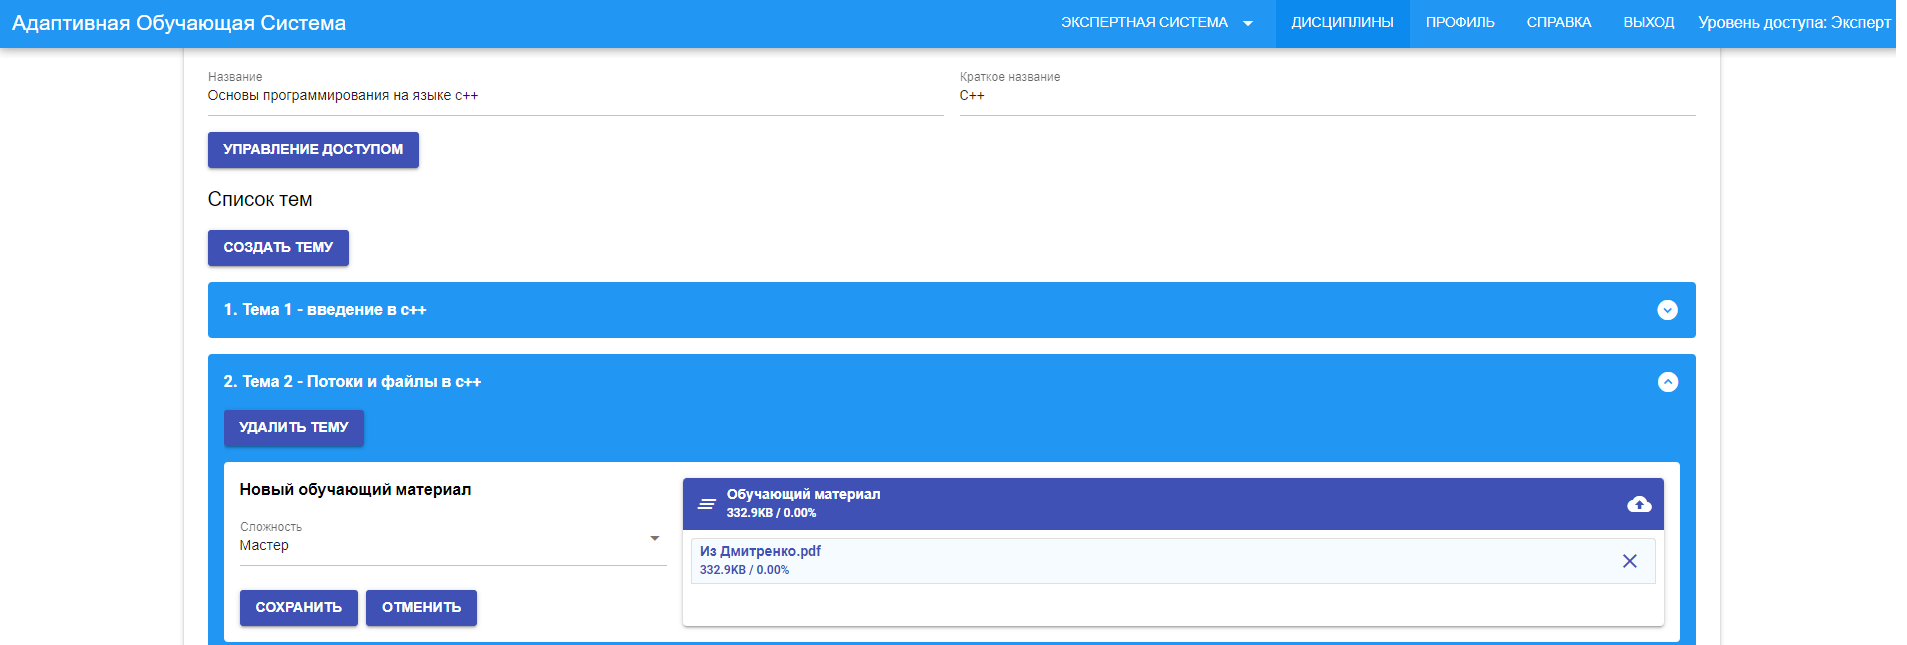 Адаптивная Обучающая Система
ЭКСПЕРТНАЯ СИСТЕМА
ДИСЦИПЛИНЫ
ПРОФИЛЬ
СПРАВКА
ВЫХОД
Уровень доступа: Эксперт
Название
Основы программирования на языке c++
Краткое название
C++
УПРАВЛЕНИЕ ДОСТУПОМ
Список тем
СОЗДАТЬ ТЕМУ
1. Тема 1 - введение в c++
2. Тема 2 - Потоки и файлы в c++
УДАЛИТЬ ТЕМУ
Новый обучающий материал
Сложность
Мастер
СОХРАНИТЬ
ОТМЕНИТЬ
Обучающий материал
332.9KB / 0.00%
Из Дмитренко.pdf
332.9KB / 0.00%